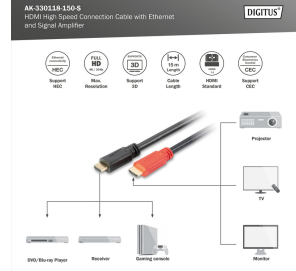 AK-330118-150-S
HDMI High Speed Connection Cable with Ethernet
and Signal Amplifier
DIGITUS®
HEC
FULL
HD
3D
15 m
Length
HDMI
CEC
Support
HEC
Max.
Resolution
Support
3D
Cable
Length
HDMI
Standard
Support
CEC
Projector
TV
DVD/Blu-ray Player
Receiver
Gaming console
Monitor